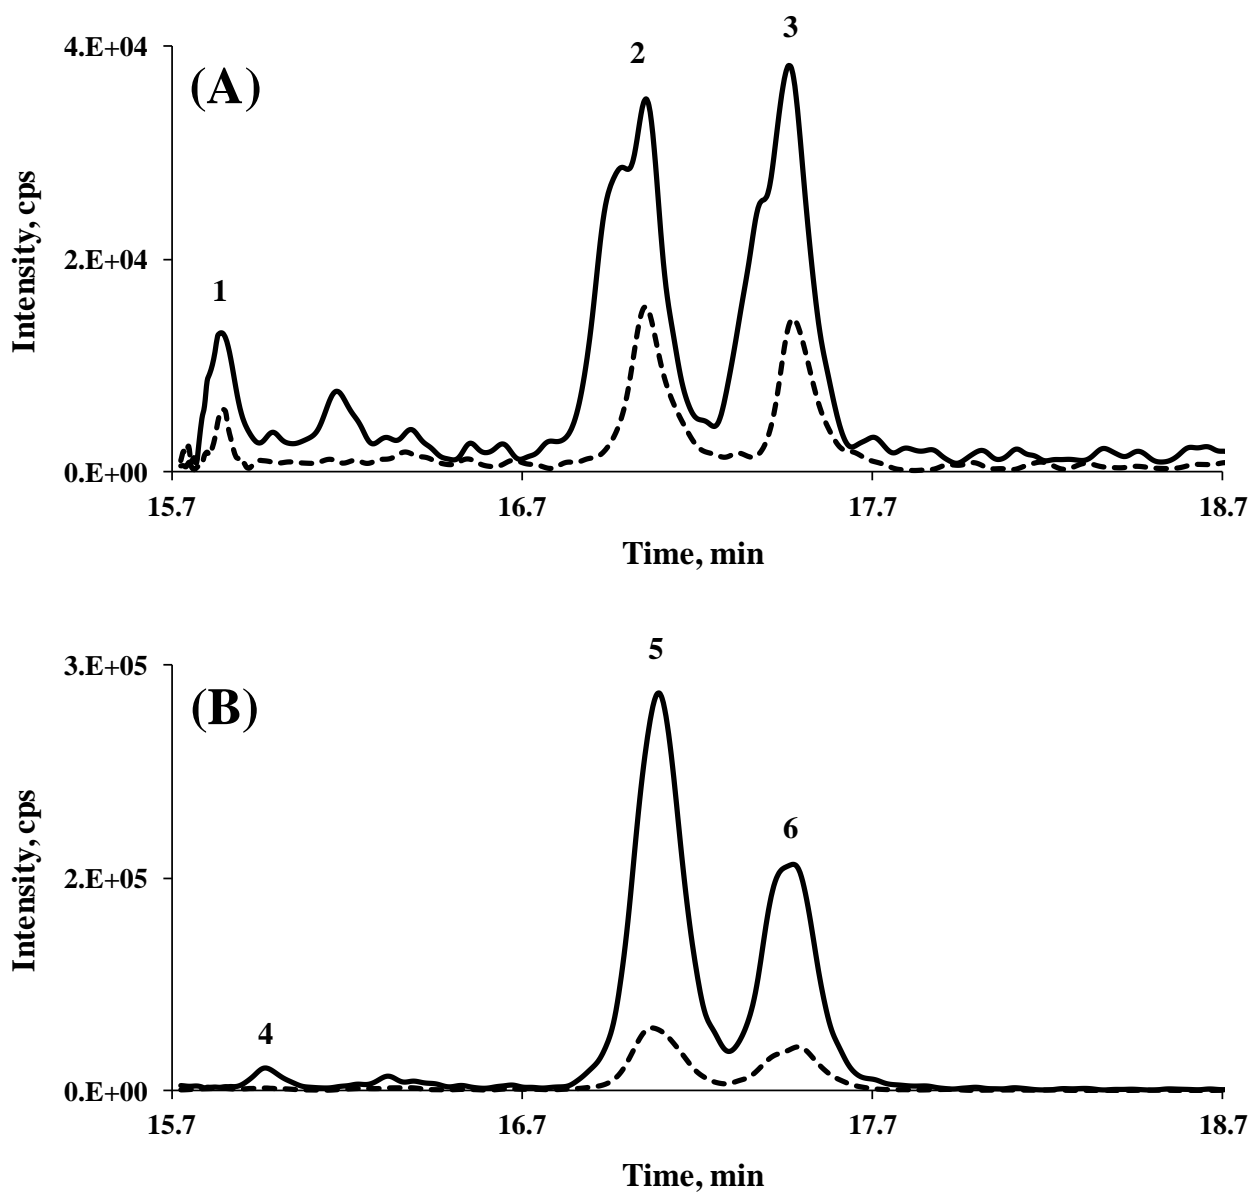 3
4.E+04
2
(A)
Intensity, cps
2.E+04
1
0.E+00
15.7 16.7 17.7 18.7
Time, min
5
3.E+05
(B)
Intensity, cps
6
2.E+05
4
0.E+00
15.7 16.7 17.7 18.7
Time, min